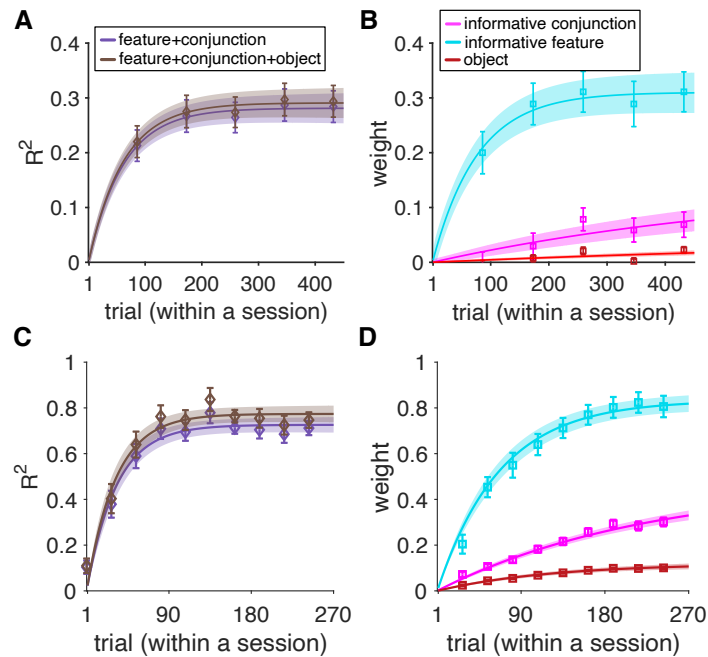 A
feature+conjunction
feature+conjunction+object
0.4
0.3
0.2
0.1
0
R2
1
100
200
300
400
trial (within a session)
B
informative conjunction
informative feature
object
0.4
0.3
0.2
0.1
0
weight
1
100
200
300
400
trial (within a session)
C
1
0.8
0.6
0.4
0.2
0
R2
1
90
180
270
trial (within a session)
D
1
0.8
0.6
0.4
0.2
0
weight
1
90
180
270
trial (within a session)